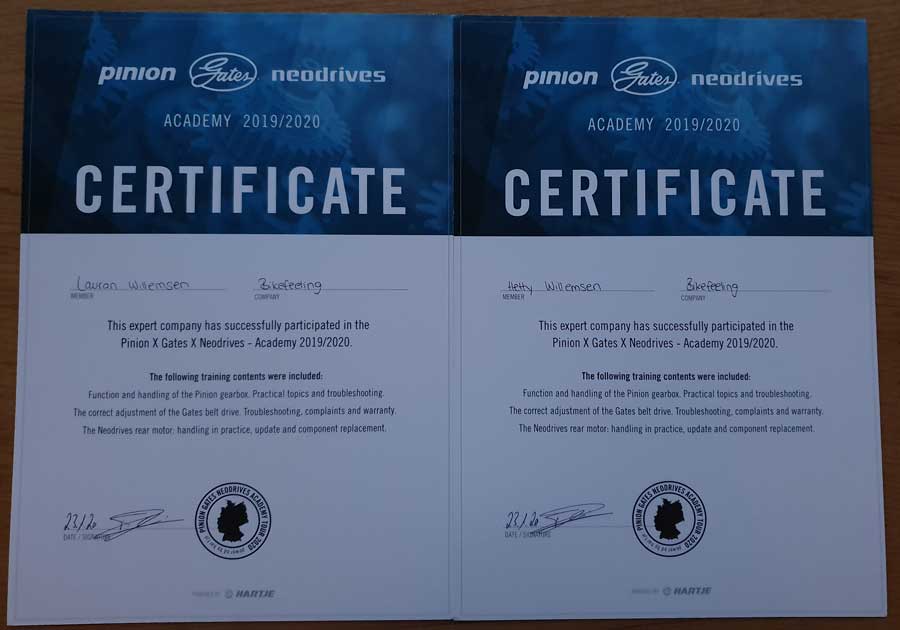 pinion Gates neodrives
ACADEMY 2019/2020
CERTIFICATE
Lauran Willemsen Bikefeeling
MEMBER COMPANY
This expert company has successfully participated in the
Pinion X Gates X Neodrives - Academy 2019/2020.
The following training contents were included:
Function and handling of the Pinion gearbox. Practical topics and troubleshooting.
The correct adjustment of the Gates belt drive. Troubleshooting, complaints and warranty.
The Neodrives rear motor: handling in practice, update and component replacement.
23/20
DATE / SIGNATURE
PINION GATES NEODRIVES ACADEMY TOUR 2020
POWERED BY HARTJE
pinion Gates neodrives
ACADEMY 2019/2020
CERTIFICATE
Hetty Willemsen Bikefeeling
MEMBER COMPANY
This expert company has successfully participated in the
Pinion X Gates X Neodrives - Academy 2019/2020.
The following training contents were included:
Function and handling of the Pinion gearbox. Practical topics and troubleshooting.
The correct adjustment of the Gates belt drive. Troubleshooting, complaints and warranty.
The Neodrives rear motor: handling in practice, update and component replacement.
23/20
DATE / SIGNATURE
PINION GATES NEODRIVES ACADEMY TOUR 2020
POWERED BY HARTJE